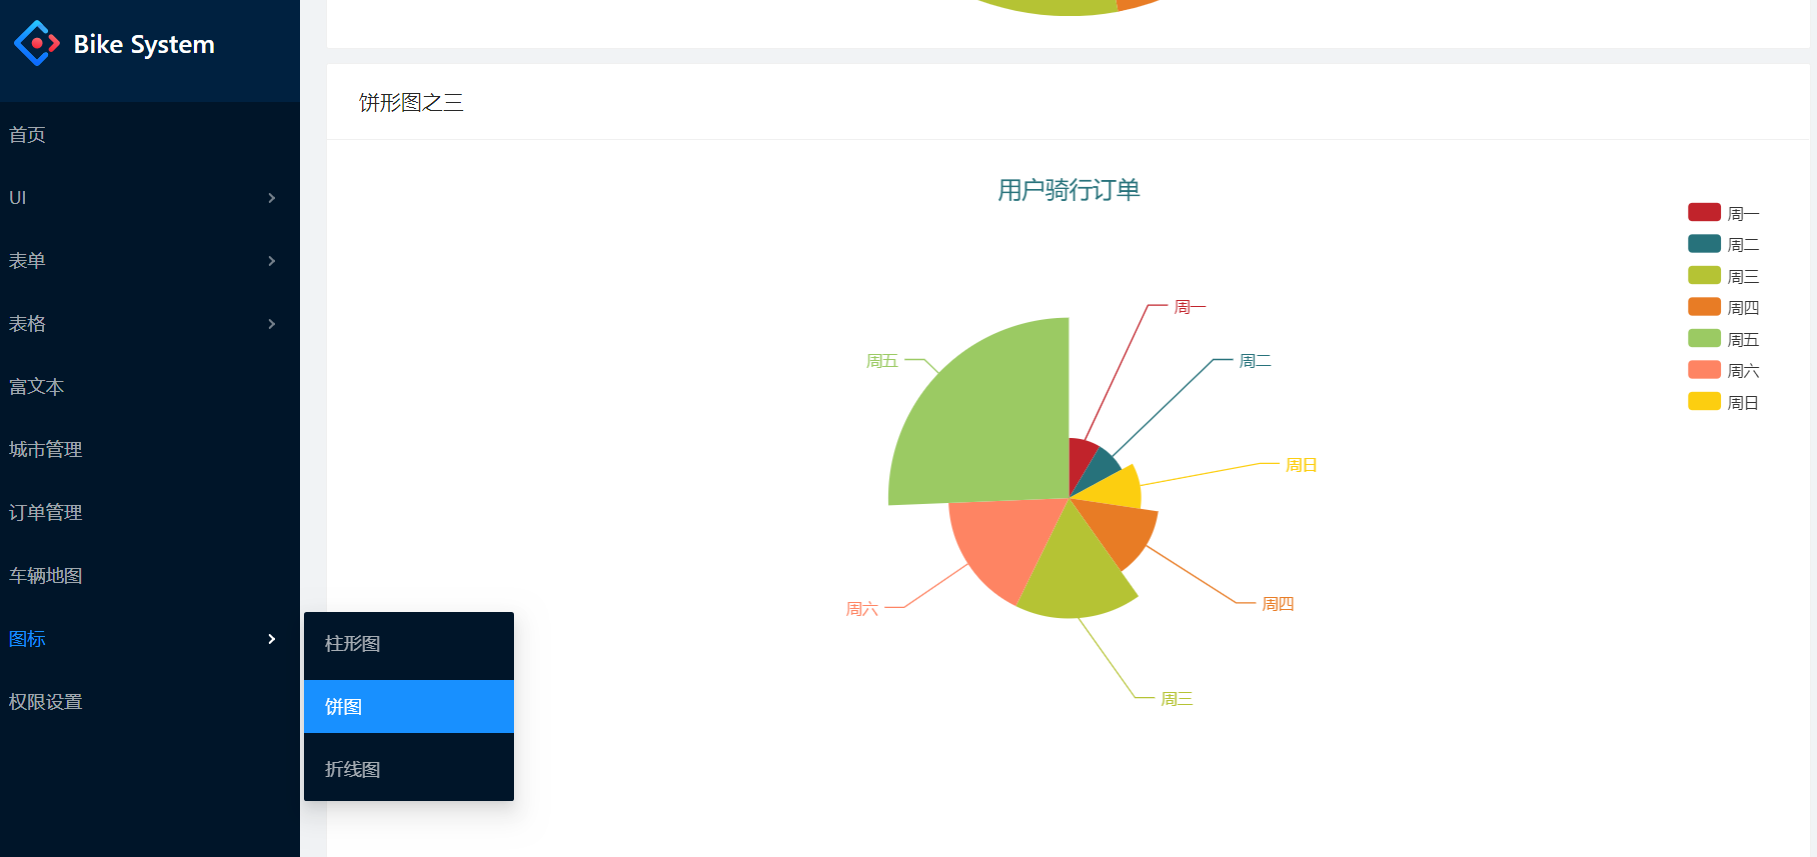 Bike System
首页
UI
表单
表格
富文本
城市管理
订单管理
车辆地图
图标
权限设置
柱形图
饼图
折线图
饼形图之三
用户骑行订单
周一
周二
周三
周四
周五
周六
周日
周一
周五
周二
周日
周四
周六
周三